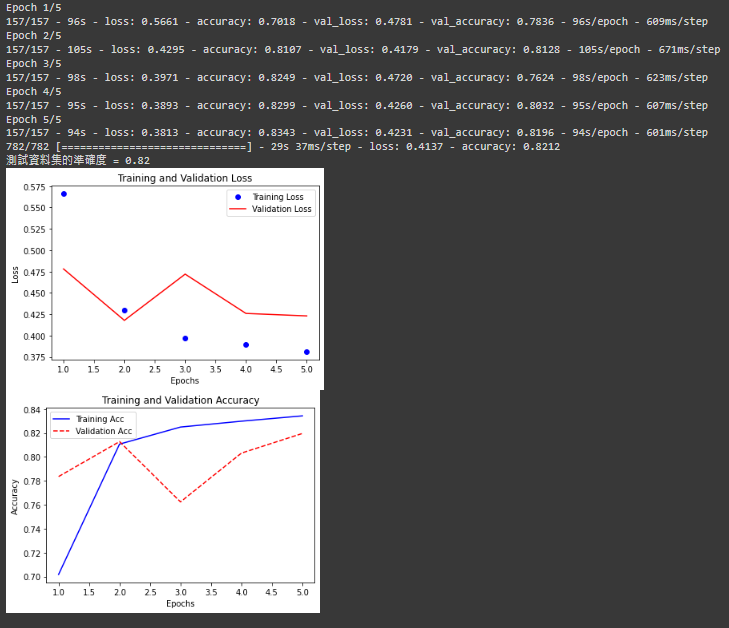 Epoch 1/5
157/157 - 96s - loss: 0.5661 - accuracy: 0.7018 - val_loss: 0.4781 - val_accuracy: 0.7836 - 96s/epoch - 609ms/step
Epoch 2/5
157/157 - 105s - loss: 0.4295 - accuracy: 0.8107 - val_loss: 0.4179 - val_accuracy: 0.8128 - 105s/epoch - 671ms/step
Epoch 3/5
157/157 - 98s - loss: 0.3971 - accuracy: 0.8249 - val_loss: 0.4720 - val_accuracy: 0.7624 - 98s/epoch - 623ms/step
Epoch 4/5
157/157 - 95s - loss: 0.3893 - accuracy: 0.8299 - val_loss: 0.4260 - val_accuracy: 0.8032 - 95s/epoch - 607ms/step
Epoch 5/5
157/157 - 94s - loss: 0.3813 - accuracy: 0.8343 - val_loss: 0.4231 - val_accuracy: 0.8196 - 94s/epoch - 601ms/step
782/782 [==============================] - 29s 37ms/step - loss: 0.4137 - accuracy: 0.8212
測試資料集的準確度 = 0.82
Training and Validation Loss
Training Loss
Validation Loss
0.575
0.550
0.525
0.500
0.475
0.450
0.425
0.400
0.375
Loss
1.0 1.5 2.0 2.5 3.0 3.5 4.0 4.5 5.0
Epochs
Training and Validation Accuracy
Training Acc
Validation Acc
0.84
0.82
0.80
0.78
0.76
0.74
0.72
0.70
Accuracy
1.0 1.5 2.0 2.5 3.0 3.5 4.0 4.5 5.0
Epochs